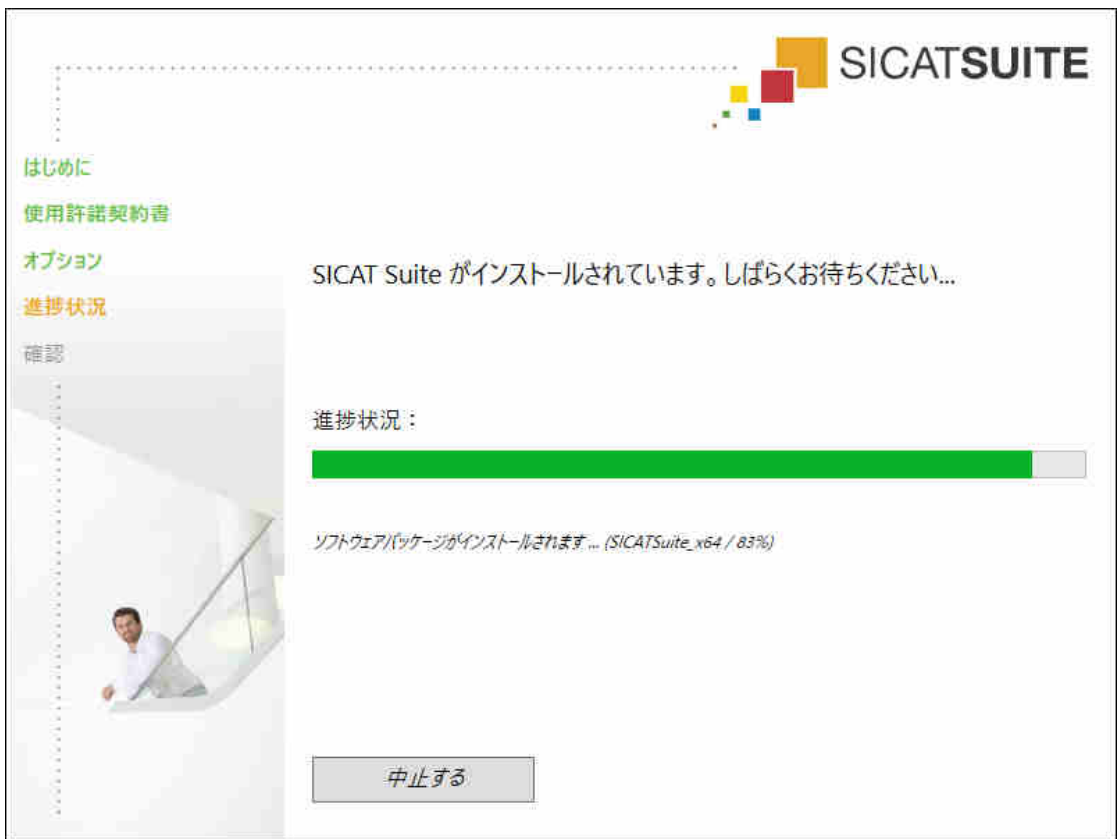 SICATSUITE
はじめに
使用許諾契約書
オプション
進捗状況
確認
SICAT Suite がインストールされています。しばらくお待ちください...
進捗状況：
ソフトウェアパッケージがインストールされます ... (SICATSuite_x64 / 83%)
中止する